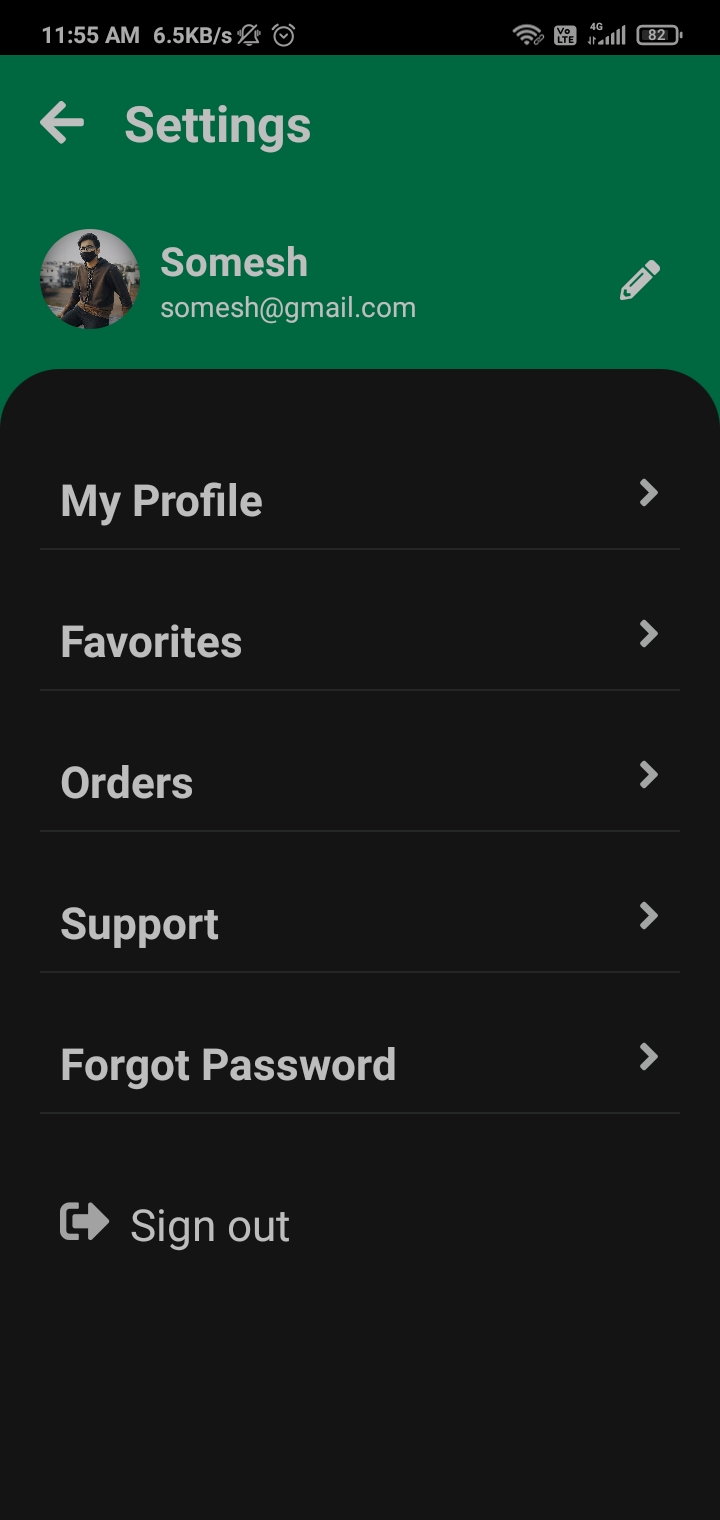 11:55 AM 6.5KB/s Vo LTE 4G 82
Settings
Somesh
somesh@gmail.com
My Profile
Favorites
Orders
Support
Forgot Password
Sign out